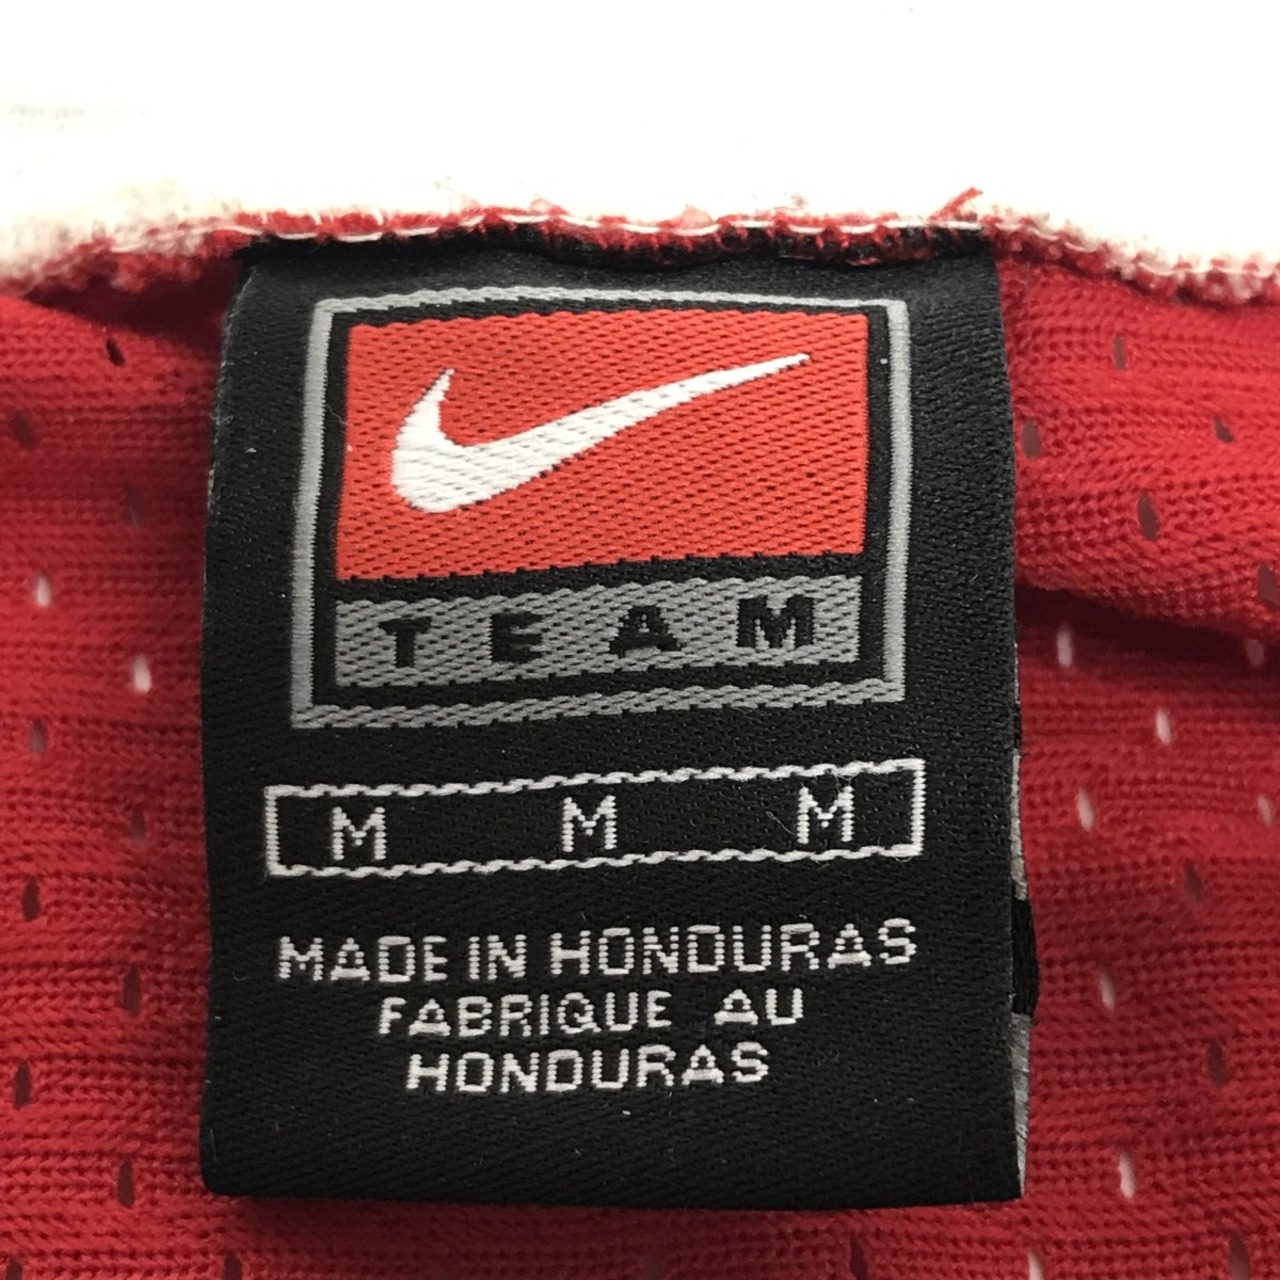 TEAM
M M M
MADE IN HONDURAS
FABRIQUE AU
HONDURAS